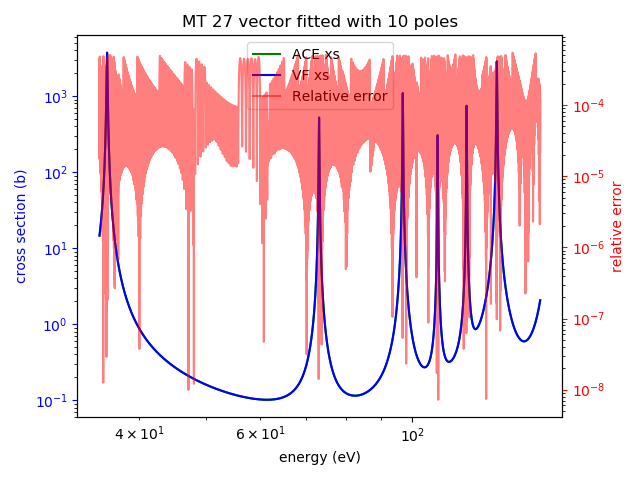 MT 27 vector fitted with 10 poles
ACE xs
VF xs
Relative error
cross section (b)
10³
10²
10¹
10⁰
10⁻¹
10⁻⁴
10⁻⁵
10⁻⁶
10⁻⁷
10⁻⁸
relative error
4 × 10¹
6 × 10¹
10²
energy (eV)